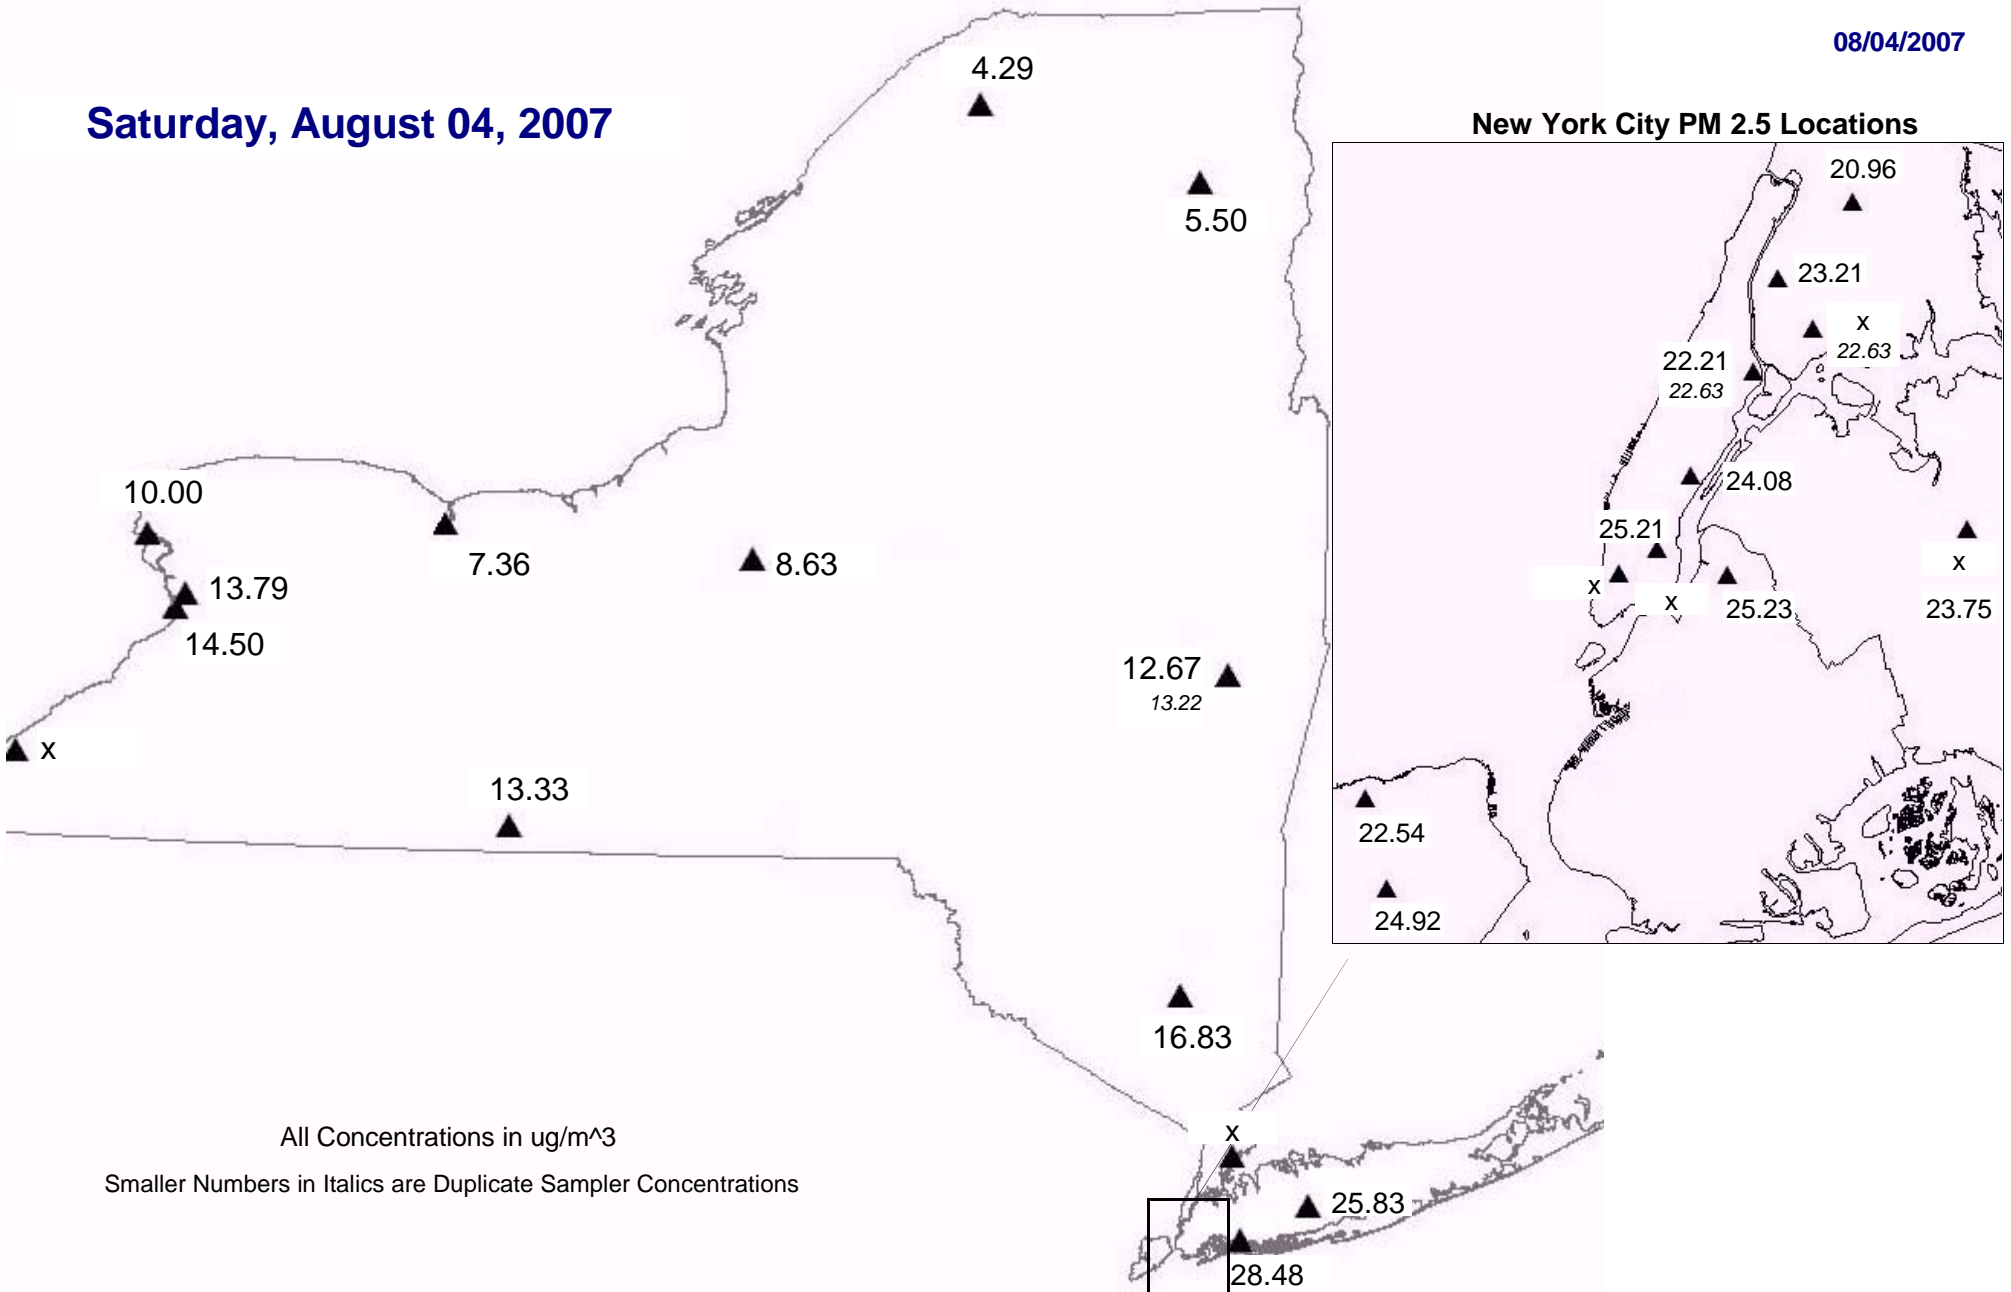 08/04/2007
Saturday, August 04, 2007
4.29
5.50
10.00
13.79
14.50
7.36
8.63
12.67
13.22
x
13.33
16.83
x
25.83
28.48
All Concentrations in ug/m^3
Smaller Numbers in Italics are Duplicate Sampler Concentrations
New York City PM 2.5 Locations
20.96
23.21
x
22.63
22.21
22.63
24.08
25.21
x
x
25.23
x
23.75
22.54
24.92